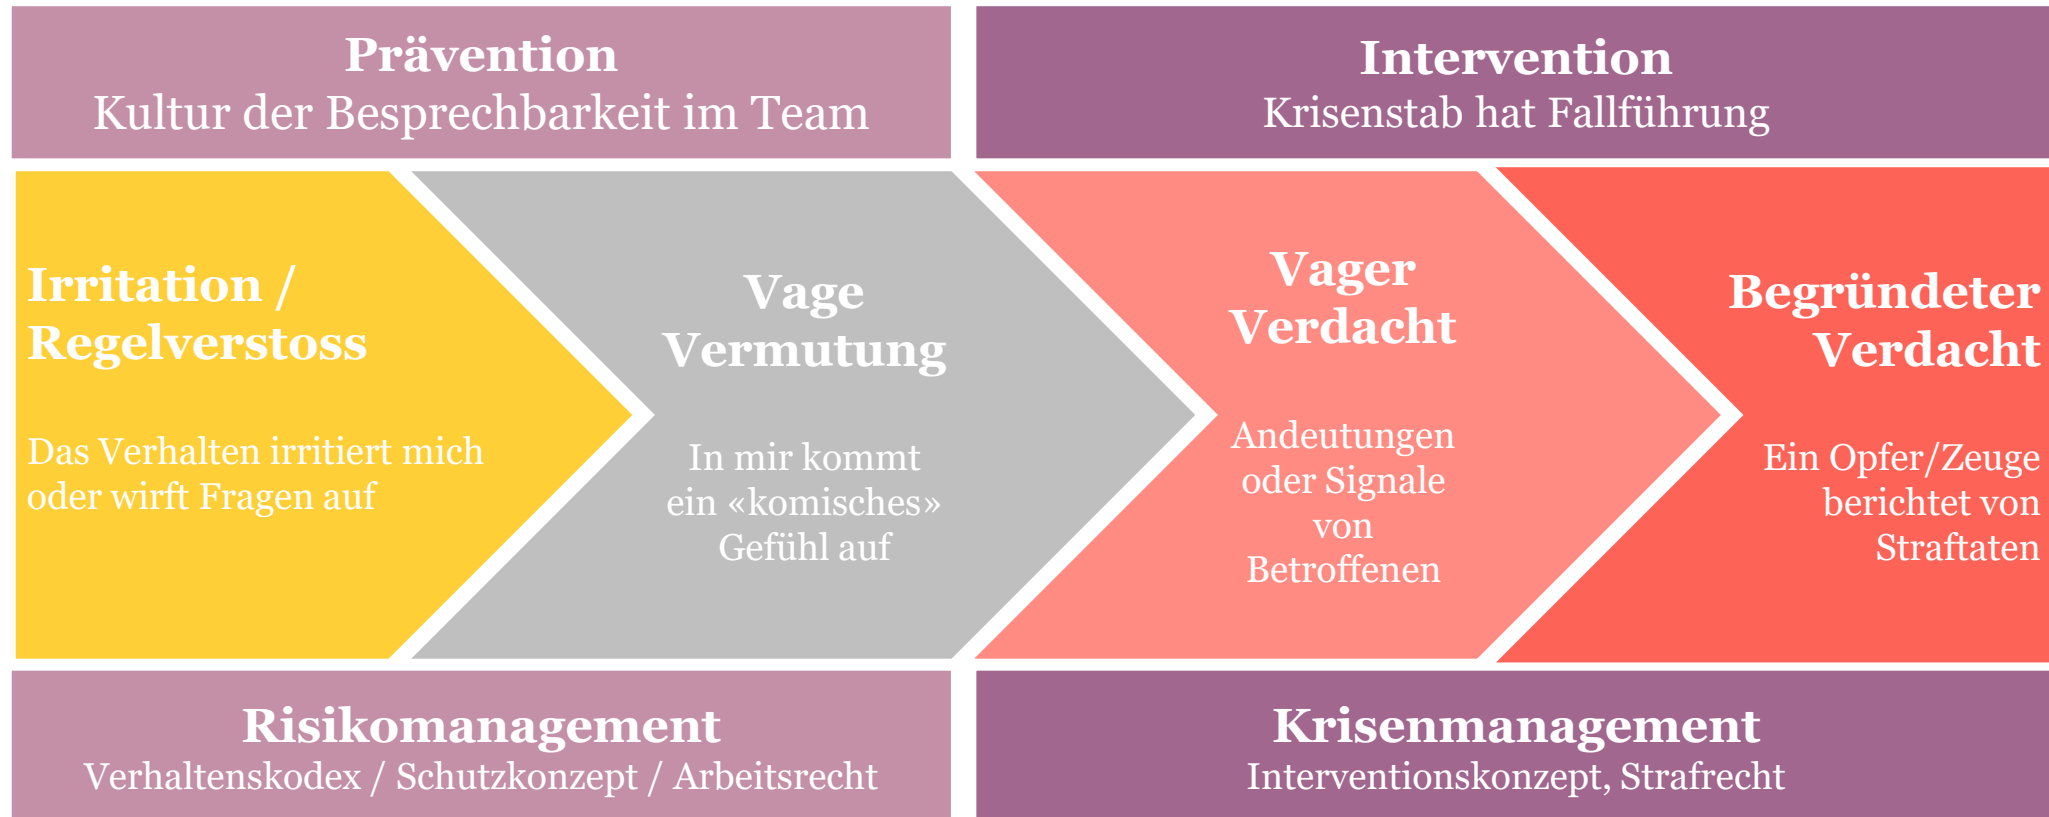 Prävention
Kultur der Besprechbarkeit im Team
Intervention
Krisenstab hat Fallführung
Irritation /
Regelverstoss
Das Verhalten irritiert mich
oder wirft Fragen auf
Vage
Vermutung
In mir kommt
ein «komisches»
Gefühl auf
Vager
Verdacht
Andeutungen
oder Signale
von
Betroffenen
Begründeter
Verdacht
Ein Opfer/Zeuge
berichtet von
Straftaten
Risikomanagement
Verhaltenskodex / Schutzkonzept / Arbeitsrecht
Krisenmanagement
Interventionskonzept, Strafrecht